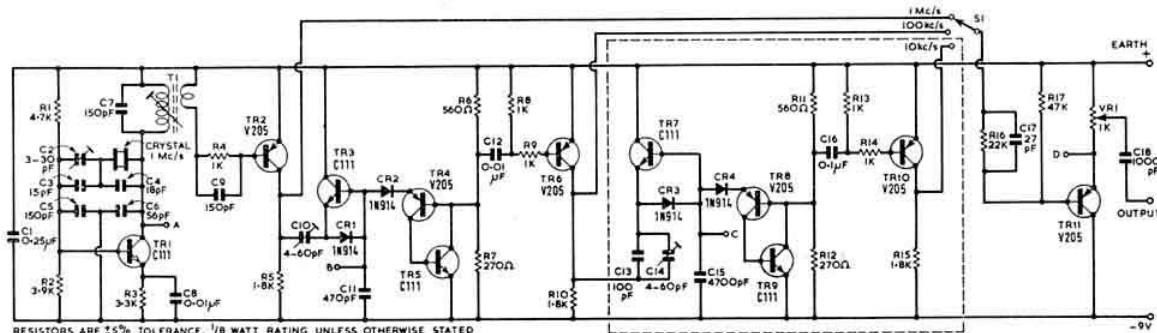 1 Mc/s
100kc/s
10kc/s
S1
EARTH
+
T1
C7
150pF
R1
4·7K
C2
3–30
pF
CRYSTAL
1 Mc/s
C3
15pF
C4
18pF
C5
150pF
C6
56pF
A
C1
0·25µF
R2
3·9K
TR1
C111
R3
3·3K
C8
0·01µF
R4
1K
C9
150pF
TR2
V205
R5
1·8K
TR3
C111
C10
4–60pF
CR1
1N914
B
C11
470pF
CR2
1N914
TR4
V205
TR5
C111
R6
560Ω
R7
270Ω
C12
0·01
µF
R8
1K
R9
1K
TR6
V205
R10
1·8K
TR7
C111
CR3
1N914
C13
100
pF
C14
4–60pF
CR4
1N914
C
C15
4700pF
TR8
V205
TR9
C111
R11
560Ω
R12
270Ω
C16
0·1µF
R13
1K
R14
1K
TR10
V205
R15
1·8K
R16
22K
C17
27
pF
R17
47K
VR1
1K
D
TR11
V205
C18
1000
pF
OUTPUT
–9V
RESISTORS ARE ±5% TOLERANCE, 1/8 WATT RATING UNLESS OTHERWISE STATED